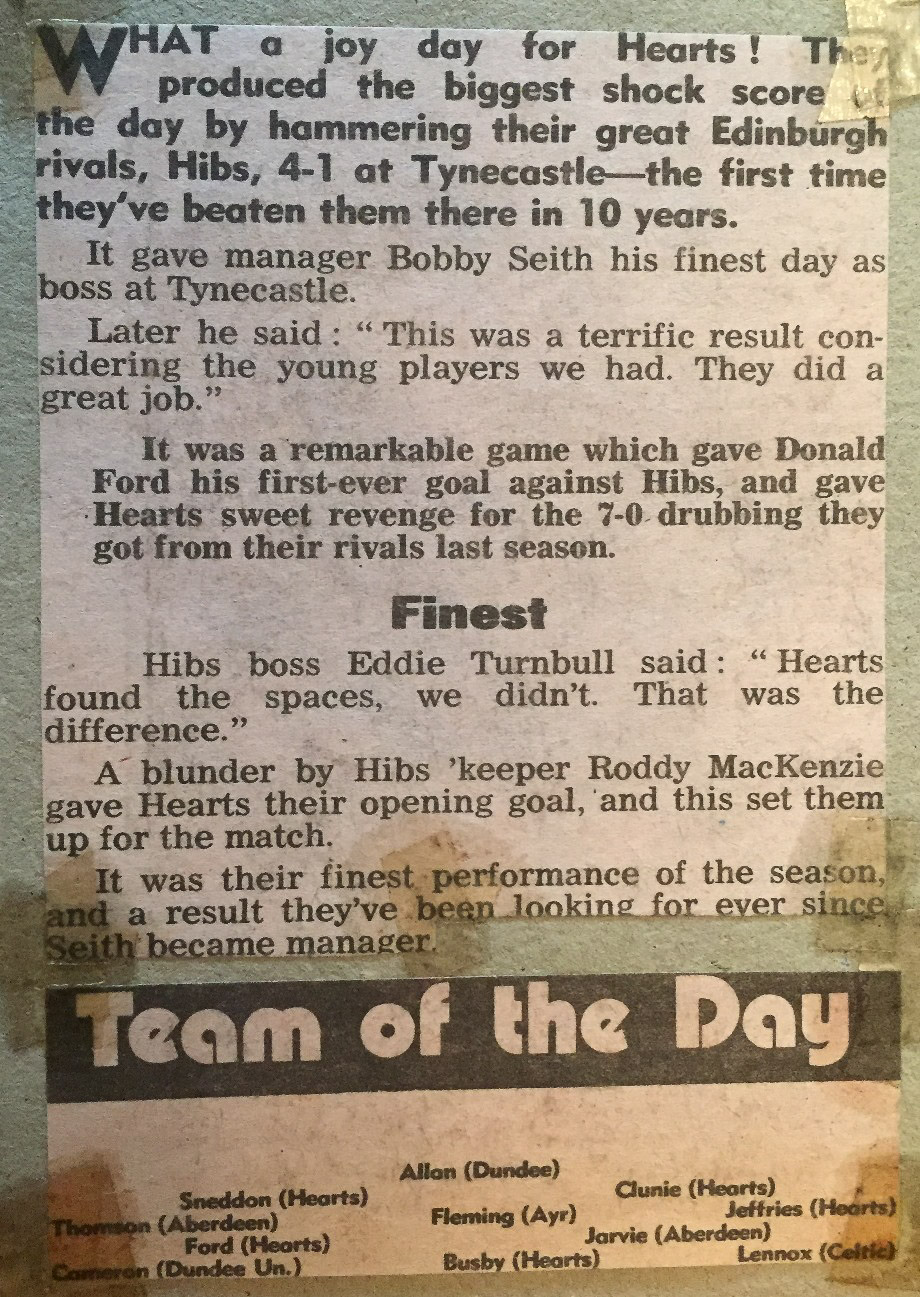 WHAT a joy day for Hearts! They
produced the biggest shock score of
the day by hammering their great Edinburgh
rivals, Hibs, 4-1 at Tynecastle—the first time
they've beaten them there in 10 years.
It gave manager Bobby Seith his finest day as
boss at Tynecastle.
Later he said: “This was a terrific result con-
sidering the young players we had. They did a
great job.”
It was a remarkable game which gave Donald
Ford his first-ever goal against Hibs, and gave
Hearts sweet revenge for the 7-0 drubbing they
got from their rivals last season.
Finest
Hibs boss Eddie Turnbull said: “Hearts
found the spaces, we didn't. That was the
difference.”
A blunder by Hibs 'keeper Roddy MacKenzie
gave Hearts their opening goal, and this set them
up for the match.
It was their finest performance of the season,
and a result they've been looking for ever since
Seith became manager.
Team of the Day
Allan (Dundee)
Sneddon (Hearts) Clunie (Hearts)
Thomson (Aberdeen) Fleming (Ayr) Jeffries (Hearts)
Ford (Hearts) Jarvie (Aberdeen)
Cameron (Dundee Un.) Busby (Hearts) Lennox (Celtic)